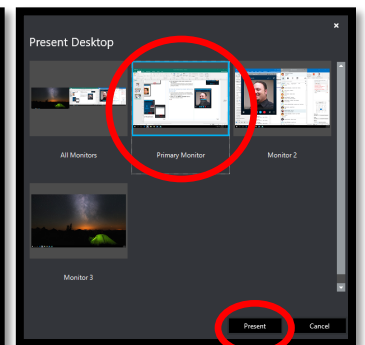 Present Desktop
All Monitors
Primary Monitor
Monitor 2
Monitor 3
Present
Cancel